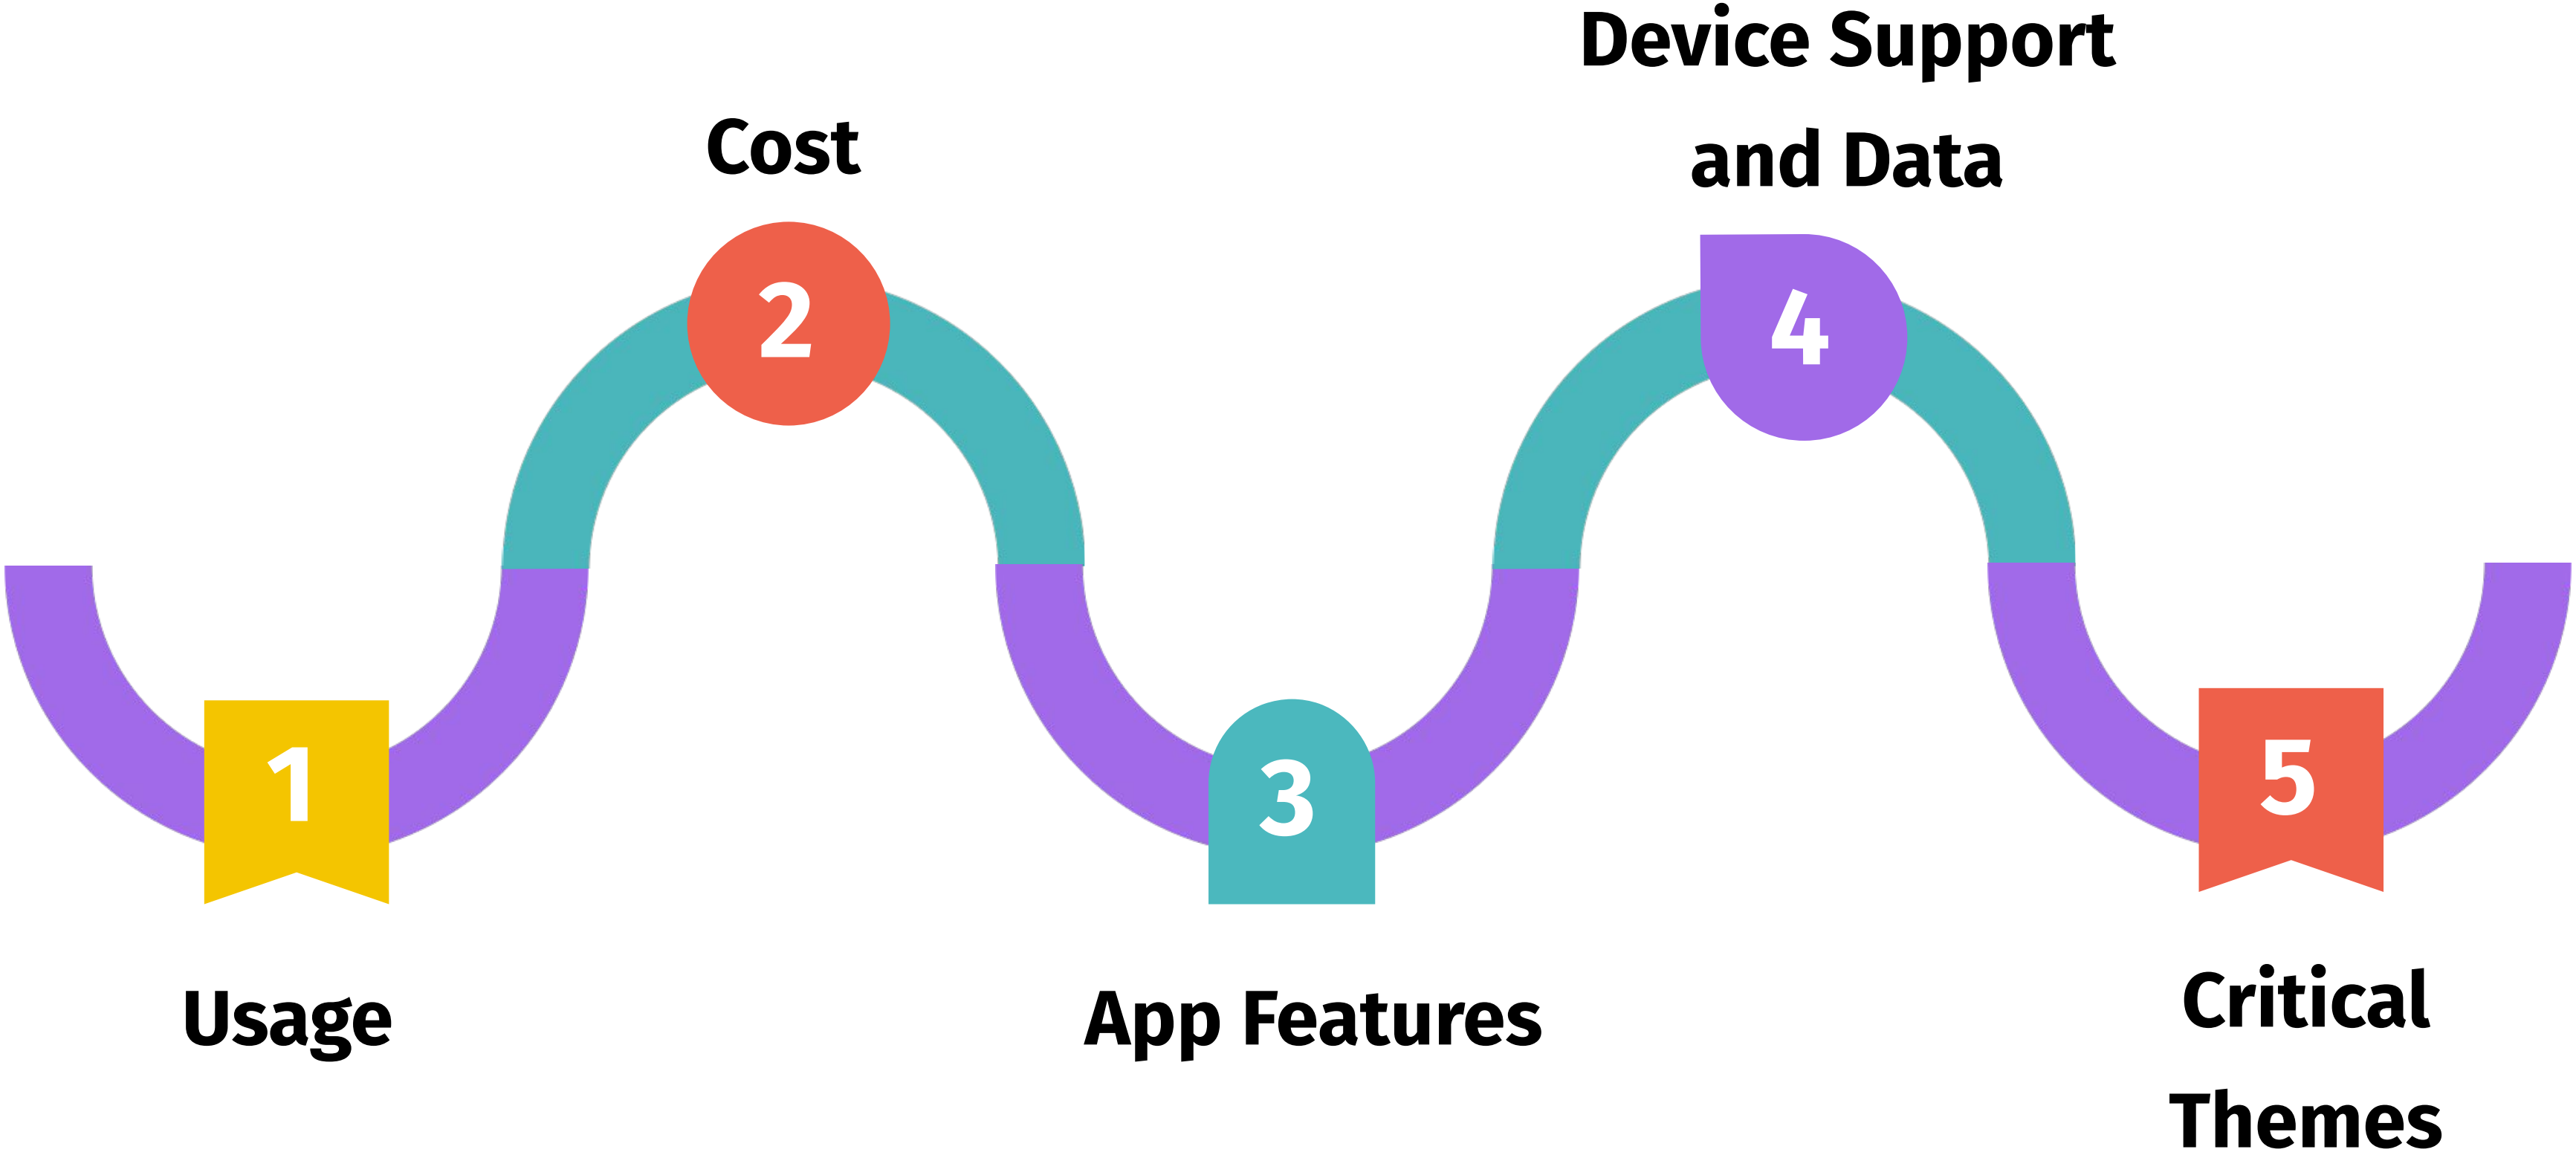 1
Usage
2
Cost
3
App Features
4
Device Support
and Data
5
Critical
Themes